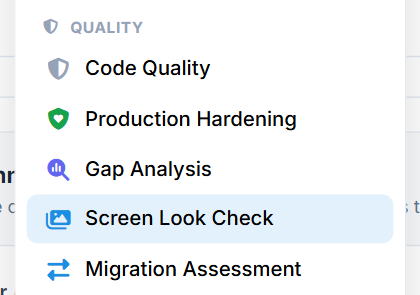 QUALITY
Code Quality
Production Hardening
Gap Analysis
Screen Look Check
Migration Assessment